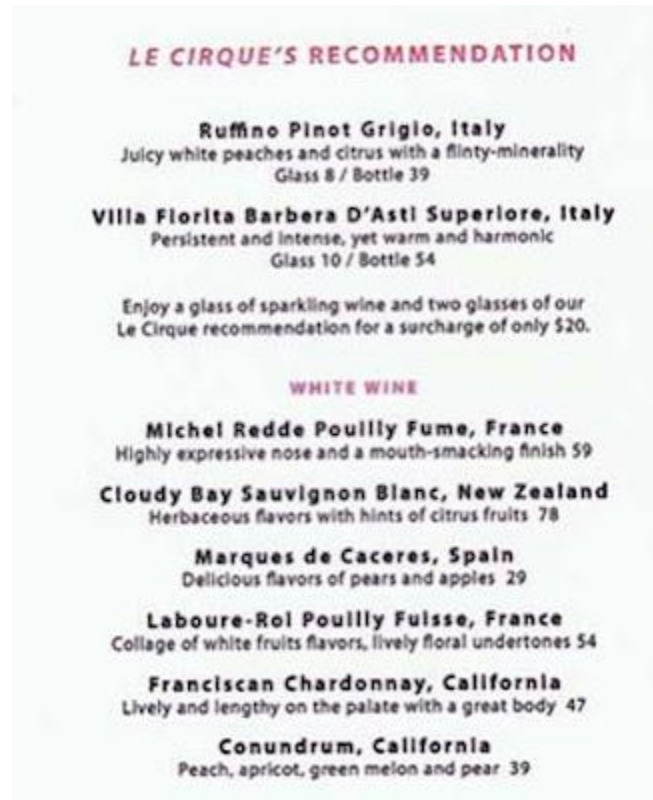 LE CIRQUE'S RECOMMENDATION
Ruffino Pinot Grigio, Italy
Juicy white peaches and citrus with a flinty-minerality
Glass 8 / Bottle 39
Villa Fiorita Barbera D'Asti Superiore, Italy
Persistent and intense, yet warm and harmonic
Glass 10 / Bottle 54
Enjoy a glass of sparkling wine and two glasses of our
Le Cirque recommendation for a surcharge of only $20.
WHITE WINE
Michel Redde Pouilly Fume, France
Highly expressive nose and a mouth-smacking finish 59
Cloudy Bay Sauvignon Blanc, New Zealand
Herbaceous flavors with hints of citrus fruits 78
Marques de Caceres, Spain
Delicious flavors of pears and apples 29
Laboure-Roi Pouilly Fuisse, France
Collage of white fruits flavors, lively floral undertones 54
Franciscan Chardonnay, California
Lively and lengthy on the palate with a great body 47
Conundrum, California
Peach, apricot, green melon and pear 39